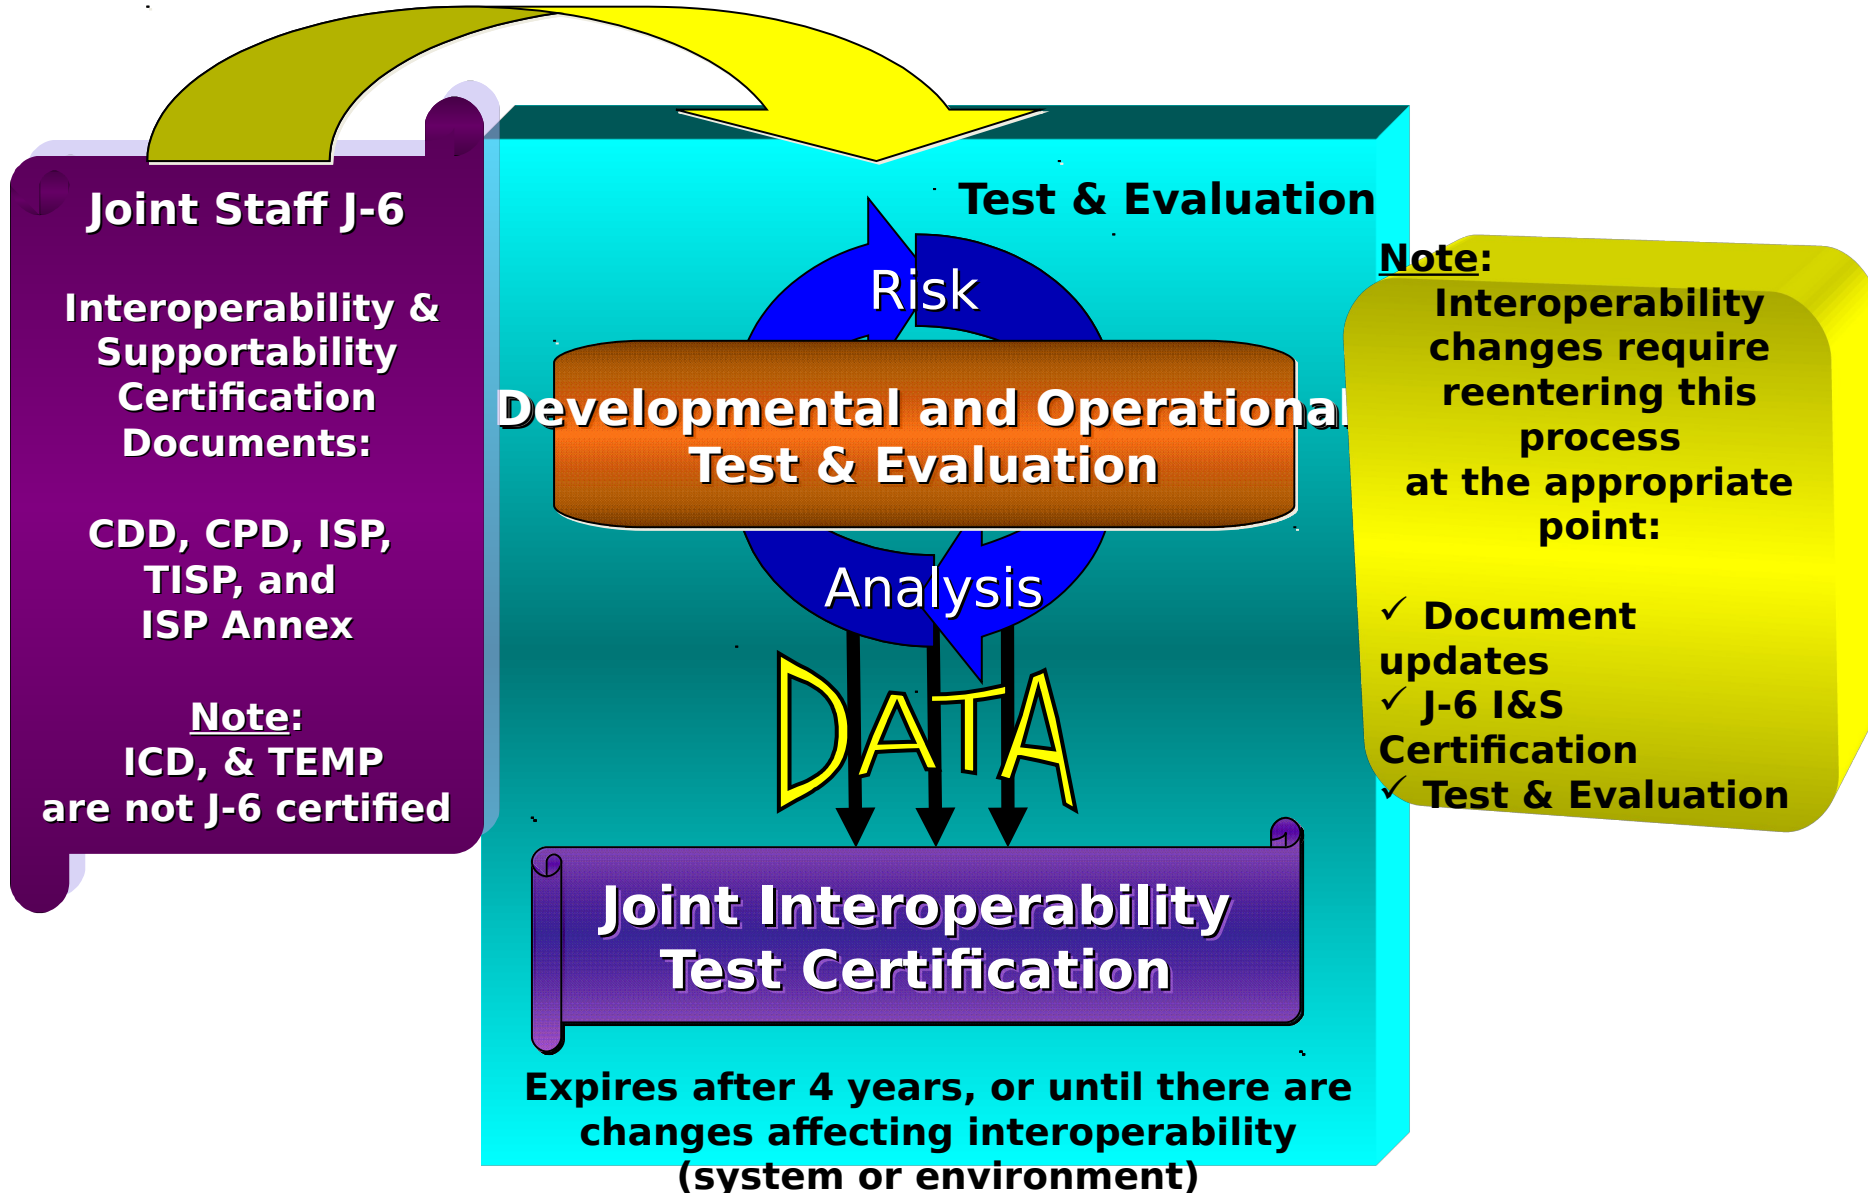 Joint Staff J-6
Interoperability &
Supportability
Certification
Documents:
CDD, CPD, ISP,
TISP, and
ISP Annex
Note:
ICD, & TEMP
are not J-6 certified
Test & Evaluation
Risk
Developmental and Operational
Test & Evaluation
Analysis
DATA
Joint Interoperability
Test Certification
Expires after 4 years, or until there are
changes affecting interoperability
(system or environment)
Note:
Interoperability
changes require
reentering this
process
at the appropriate
point:
✓ Document
updates
✓ J-6 I&S
Certification
✓ Test & Evaluation